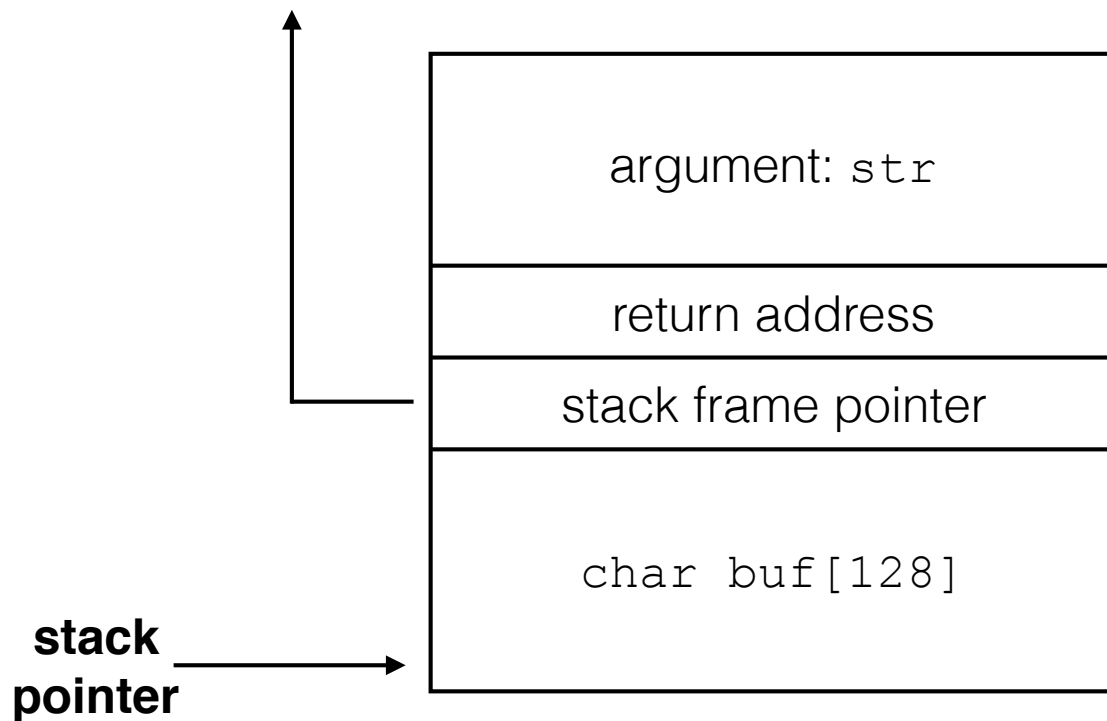 argument: str
return address
stack frame pointer
char buf[128]
stack
pointer